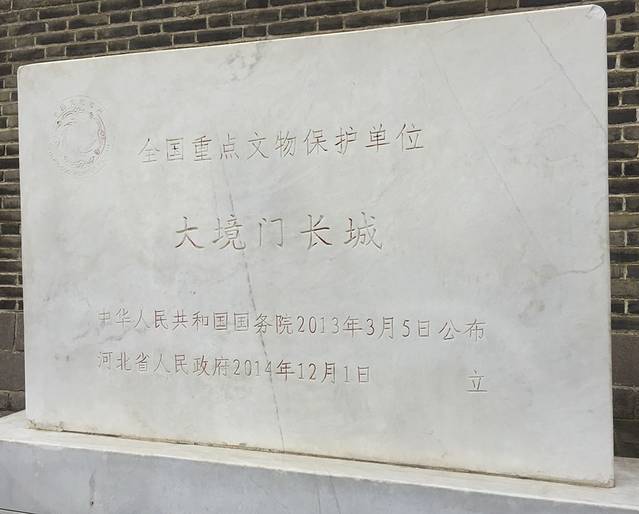 全国重点文物保护单位
大境门长城
中华人民共和国国务院2013年3月5日公布
河北省人民政府2014年12月1日 立